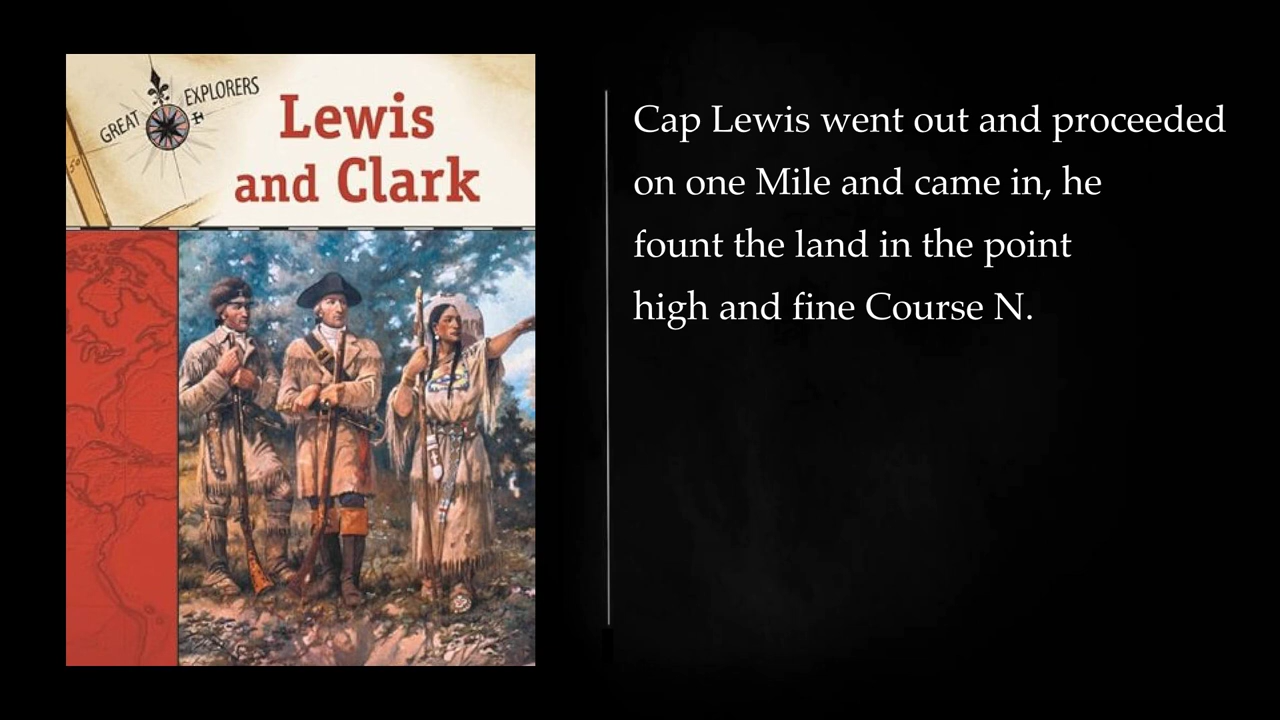 GREAT EXPLORERS
Lewis
and Clark
Cap Lewis went out and proceeded
on one Mile and came in, he
fount the land in the point
high and fine Course N.